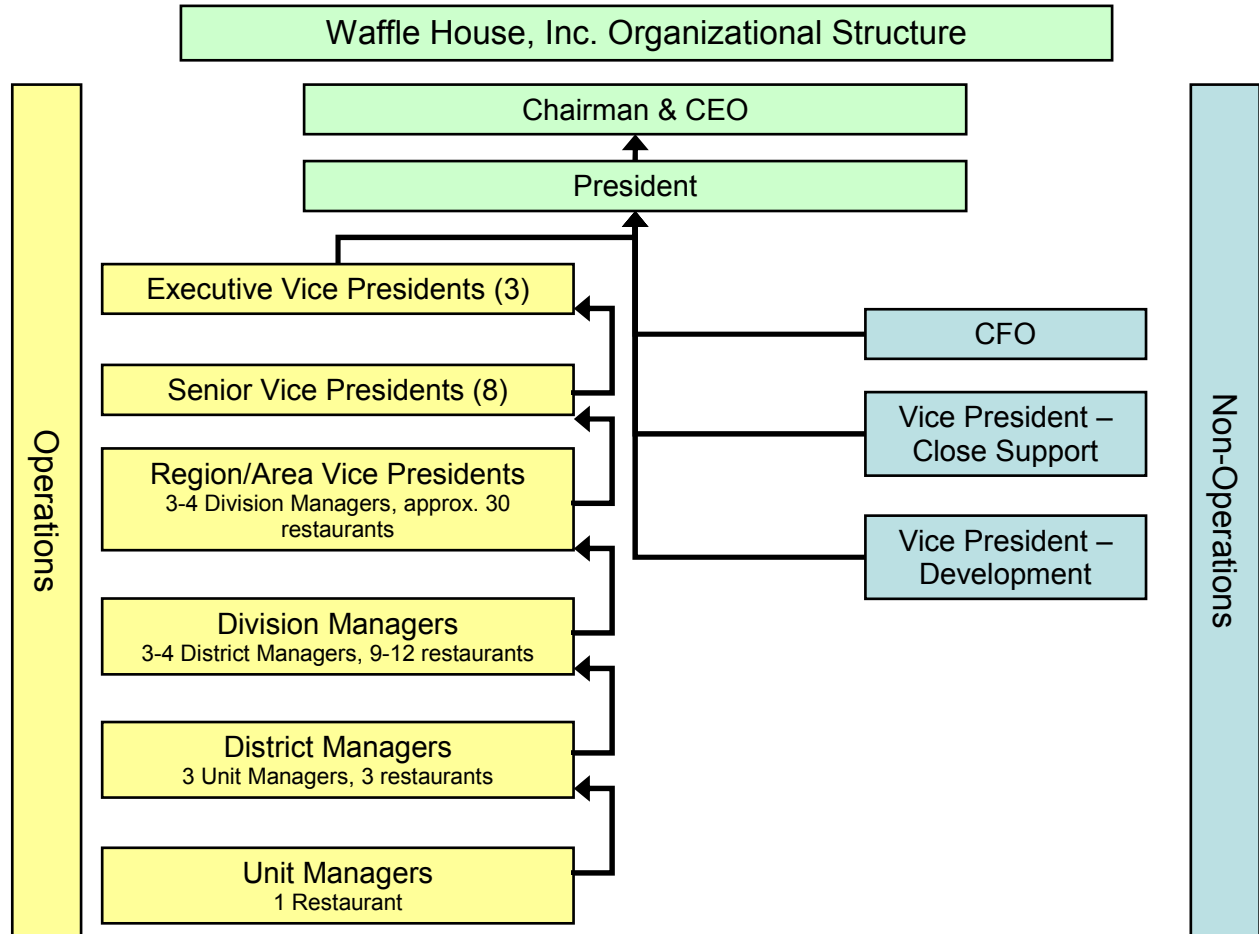 Waffle House, Inc. Organizational Structure
Chairman & CEO
President
Operations
Executive Vice Presidents (3)
Senior Vice Presidents (8)
Region/Area Vice Presidents
3-4 Division Managers, approx. 30
restaurants
Division Managers
3-4 District Managers, 9-12 restaurants
District Managers
3 Unit Managers, 3 restaurants
Unit Managers
1 Restaurant
CFO
Vice President –
Close Support
Vice President –
Development
Non-Operations